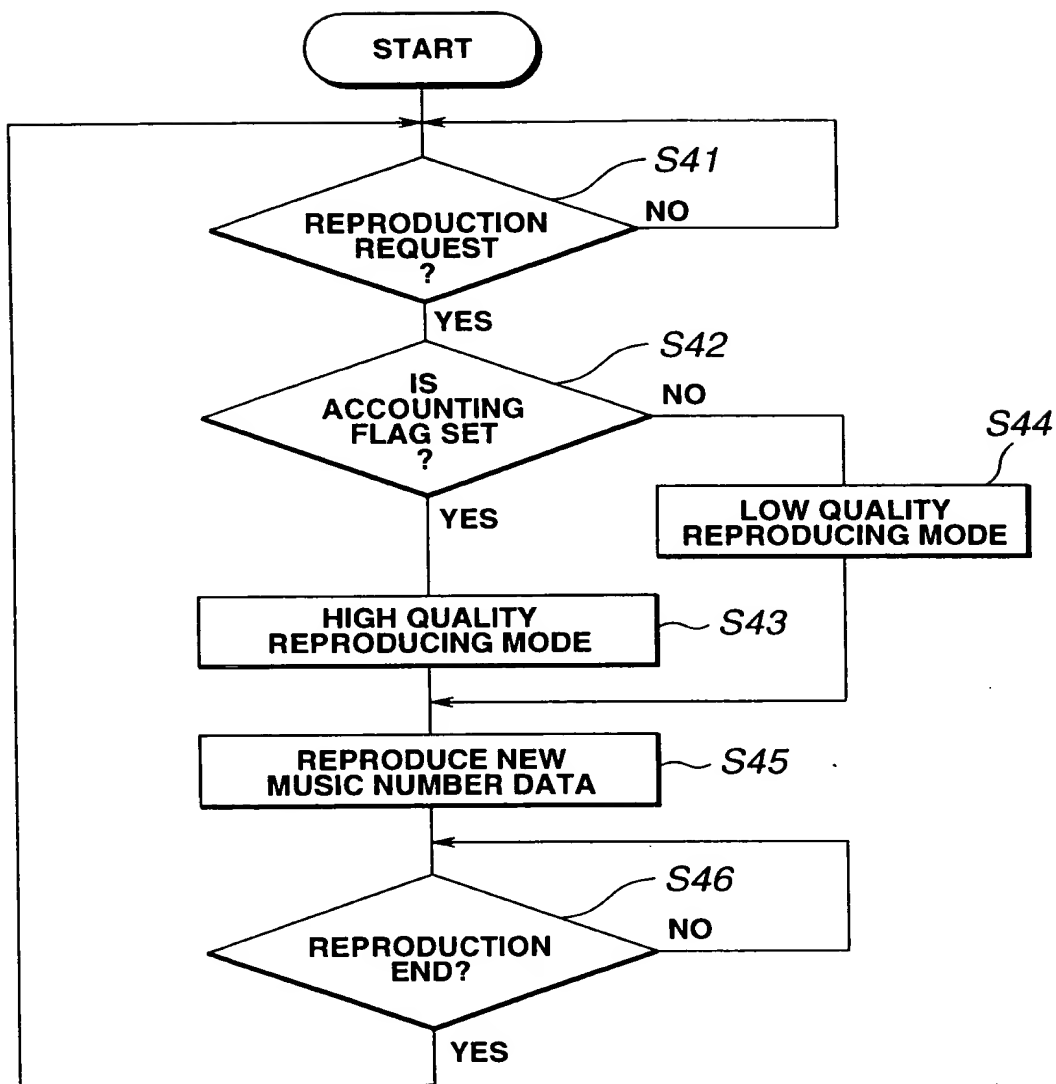 START
S41
REPRODUCTION
REQUEST
?
NO
YES
S42
IS
ACCOUNTING
FLAG SET
?
NO
YES
S44
LOW QUALITY
REPRODUCING MODE
HIGH QUALITY
REPRODUCING MODE
S43
REPRODUCE NEW
MUSIC NUMBER DATA
S45
S46
REPRODUCTION
END?
NO
YES